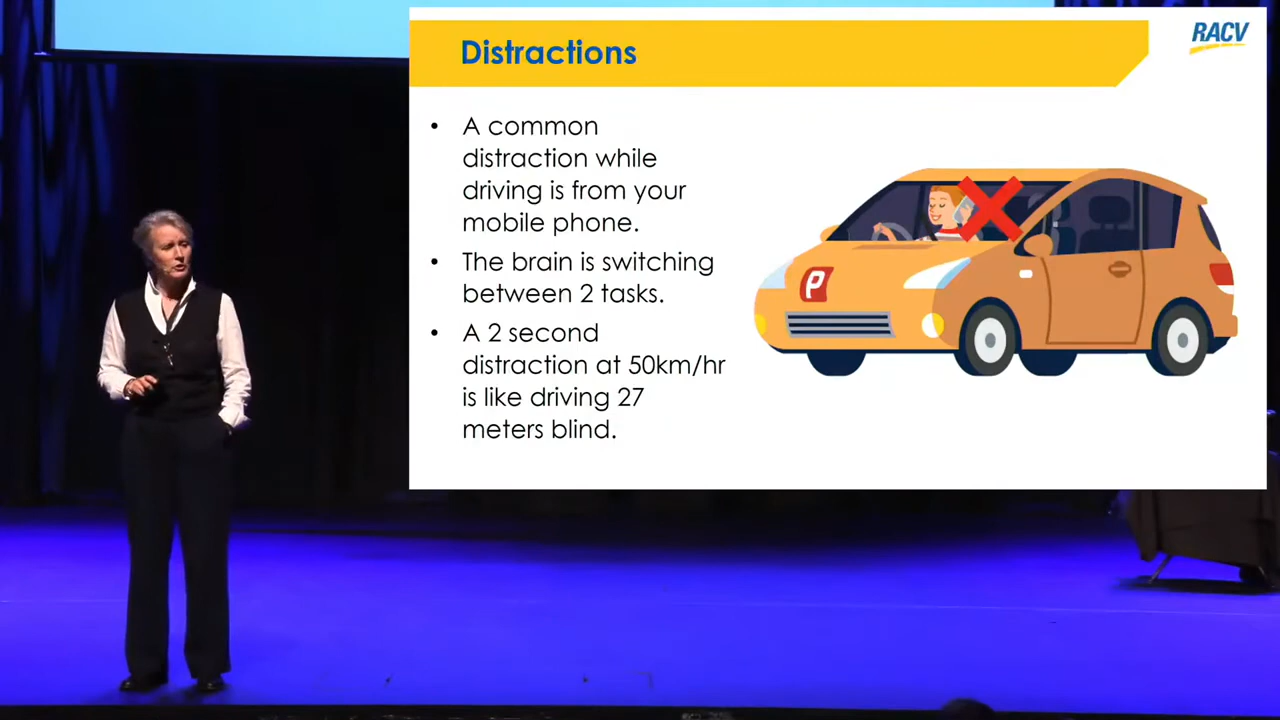 RACV
Distractions
• A common
distraction while
driving is from your
mobile phone.
• The brain is switching
between 2 tasks.
• A 2 second
distraction at 50km/hr
is like driving 27
meters blind.
P